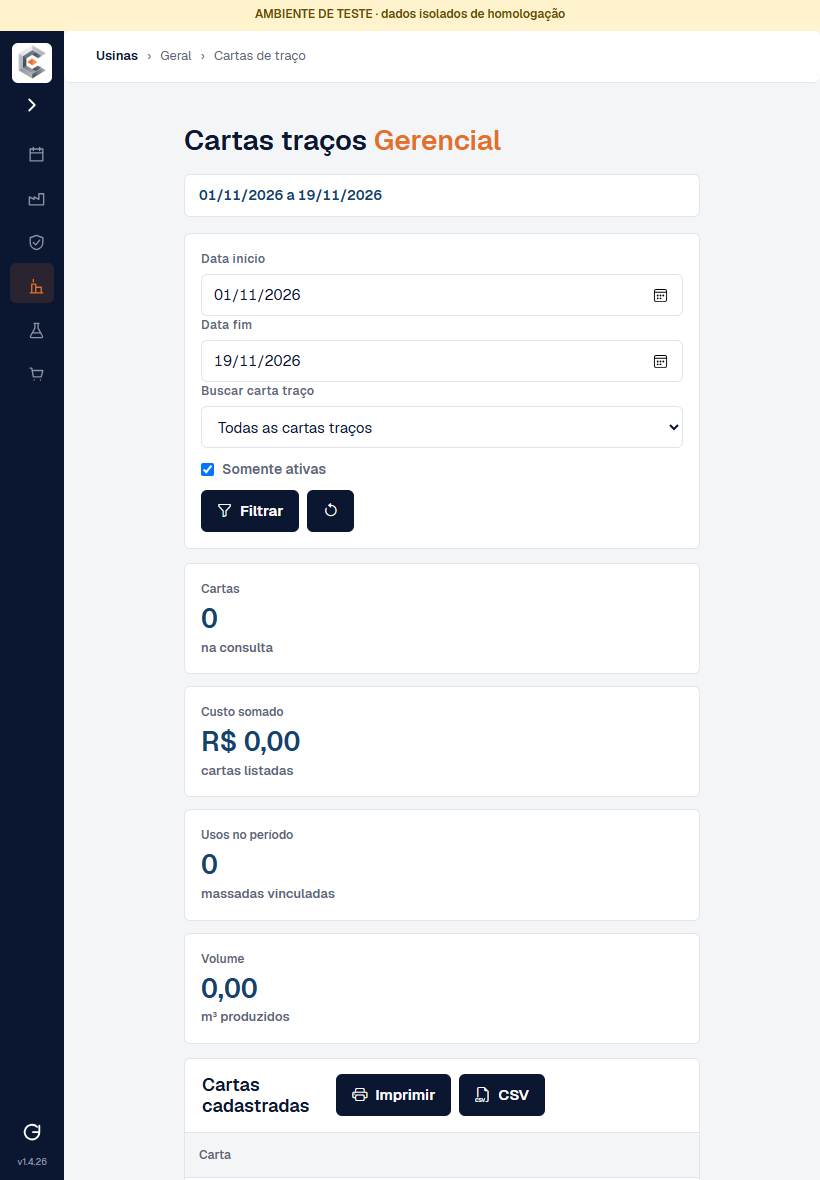 AMBIENTE DE TESTE · dados isolados de homologação
Usinas › Geral › Cartas de traço
Cartas traços Gerencial
01/11/2026 a 19/11/2026
Data início
01/11/2026
Data fim
19/11/2026
Buscar carta traço
Todas as cartas traços
Somente ativas
Filtrar
Cartas
0
na consulta
Custo somado
R$ 0,00
cartas listadas
Usos no período
0
massadas vinculadas
Volume
0,00
m³ produzidos
Cartas
cadastradas
Imprimir
CSV
Carta
v1.4.26